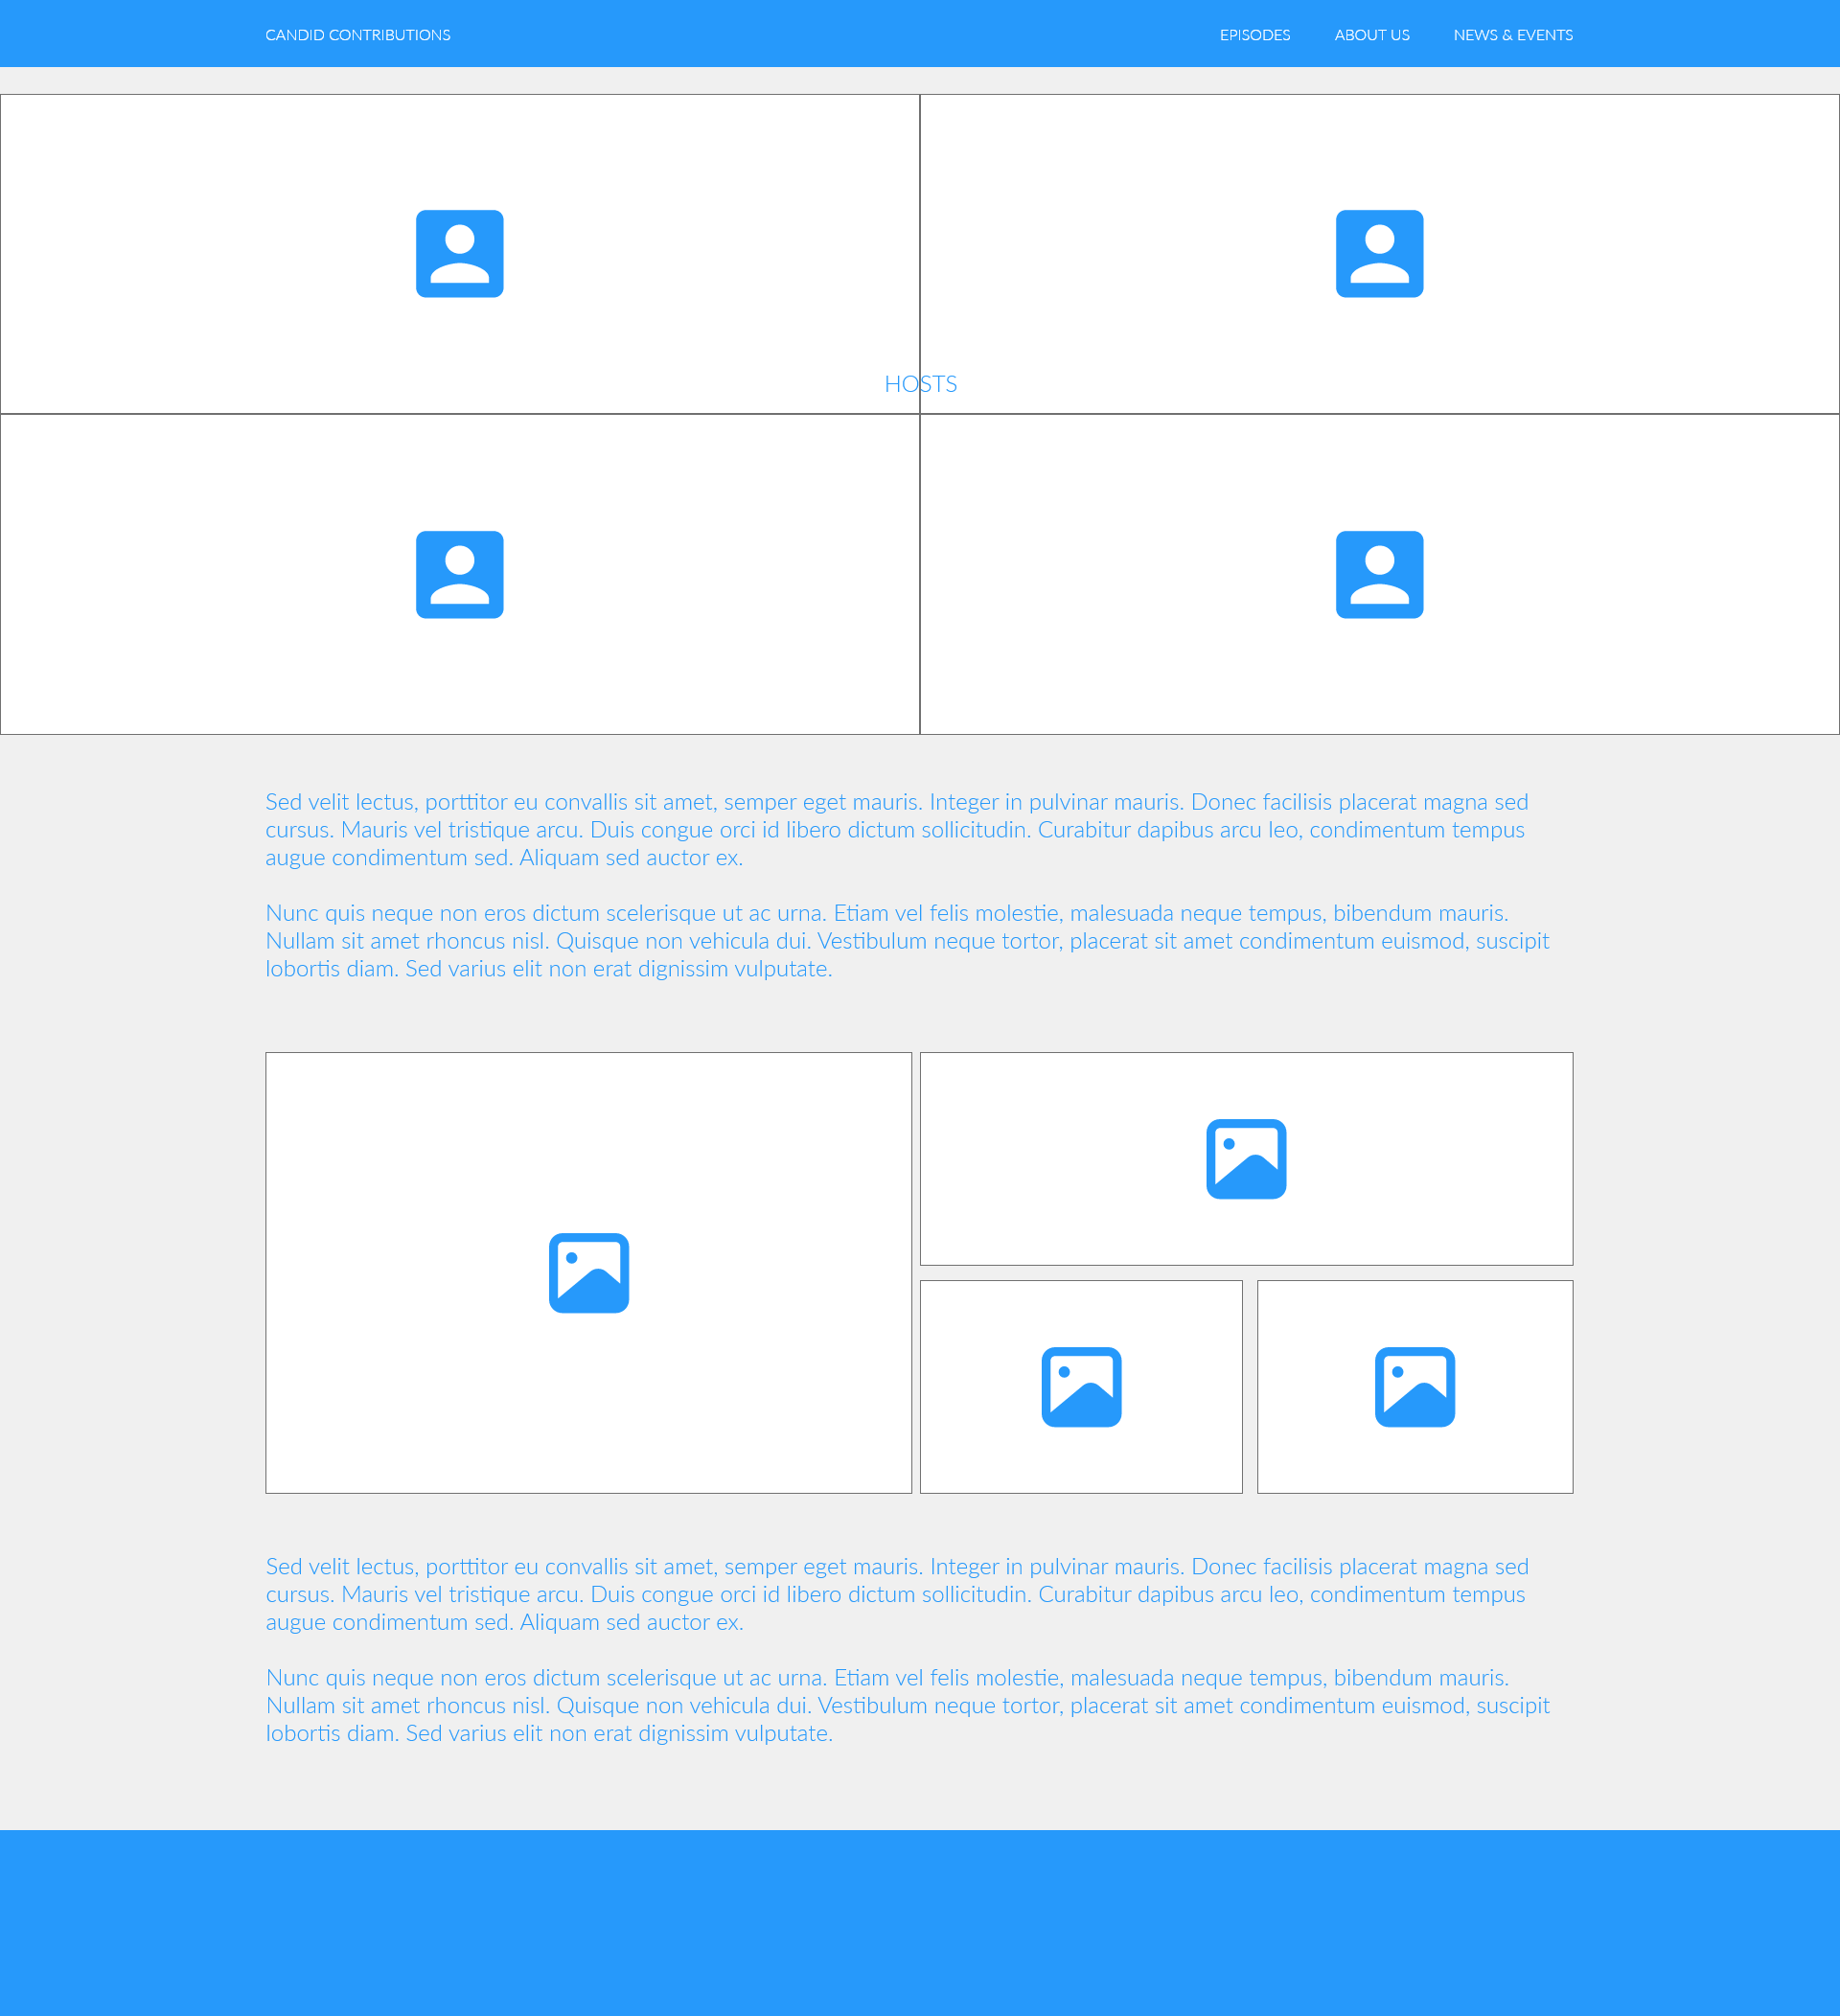 CANDID CONTRIBUTIONS
EPISODES
ABOUT US
NEWS & EVENTS
HOSTS
Sed velit lectus, porttitor eu convallis sit amet, semper eget mauris. Integer in pulvinar mauris. Donec facilisis placerat magna sed
cursus. Mauris vel tristique arcu. Duis congue orci id libero dictum sollicitudin. Curabitur dapibus arcu leo, condimentum tempus
augue condimentum sed. Aliquam sed auctor ex.
Nunc quis neque non eros dictum scelerisque ut ac urna. Etiam vel felis molestie, malesuada neque tempus, bibendum mauris.
Nullam sit amet rhoncus nisl. Quisque non vehicula dui. Vestibulum neque tortor, placerat sit amet condimentum euismod, suscipit
lobortis diam. Sed varius elit non erat dignissim vulputate.
Sed velit lectus, porttitor eu convallis sit amet, semper eget mauris. Integer in pulvinar mauris. Donec facilisis placerat magna sed
cursus. Mauris vel tristique arcu. Duis congue orci id libero dictum sollicitudin. Curabitur dapibus arcu leo, condimentum tempus
augue condimentum sed. Aliquam sed auctor ex.
Nunc quis neque non eros dictum scelerisque ut ac urna. Etiam vel felis molestie, malesuada neque tempus, bibendum mauris.
Nullam sit amet rhoncus nisl. Quisque non vehicula dui. Vestibulum neque tortor, placerat sit amet condimentum euismod, suscipit
lobortis diam. Sed varius elit non erat dignissim vulputate.